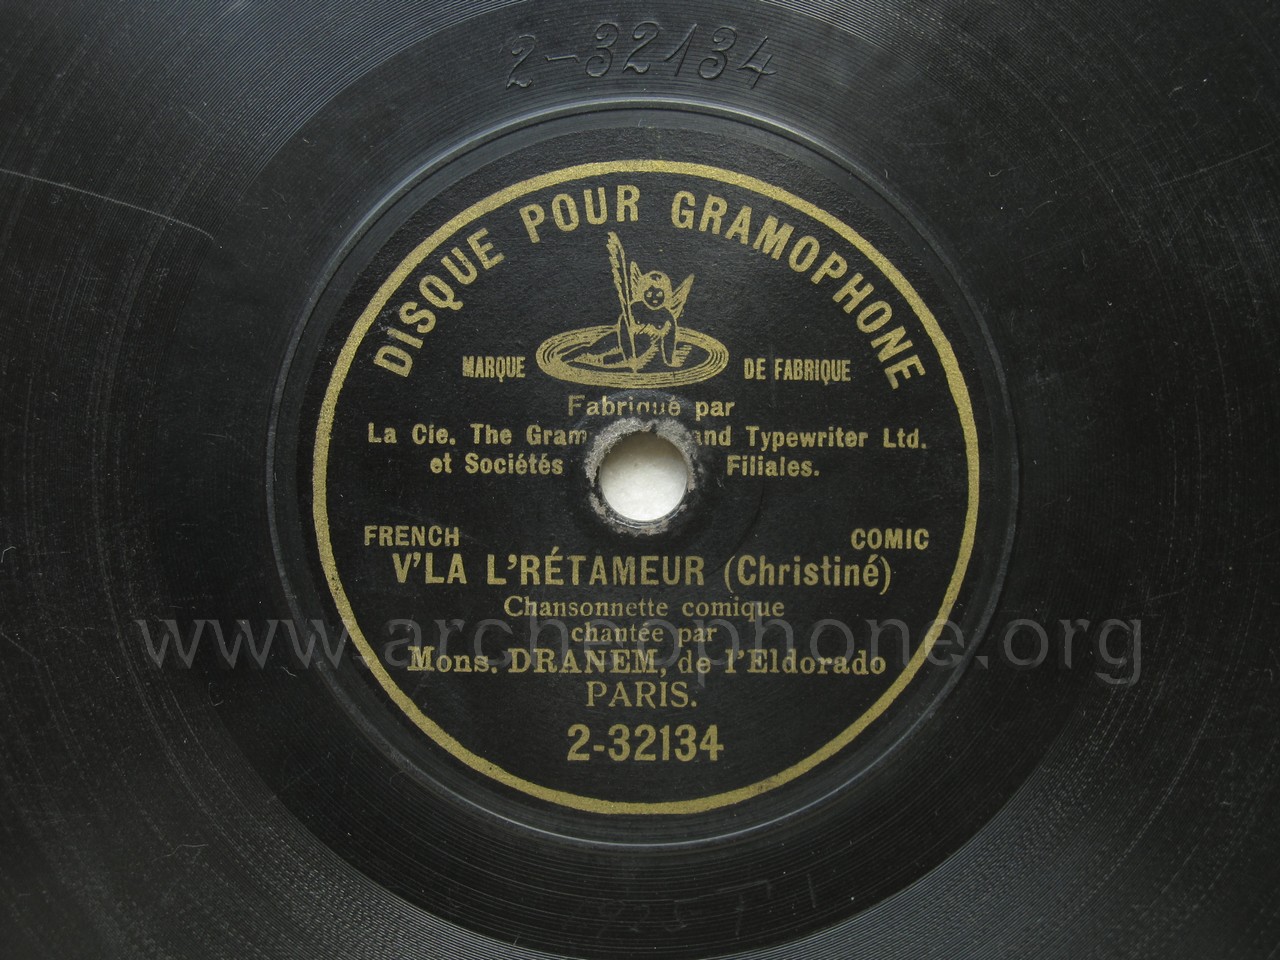 2-32134
DISQUE POUR GRAMOPHONE
MARQUE DE FABRIQUE
Fabriqué par
La Cie. The Gram and Typewriter Ltd.
et Sociétés Filiales.
FRENCH COMIC
V'LA L'RÉTAMEUR (Christiné)
Chansonnette comique
www.archeophone.org
chantée par
Mons. DRANEM, de l'Eldorado
PARIS.
2-32134